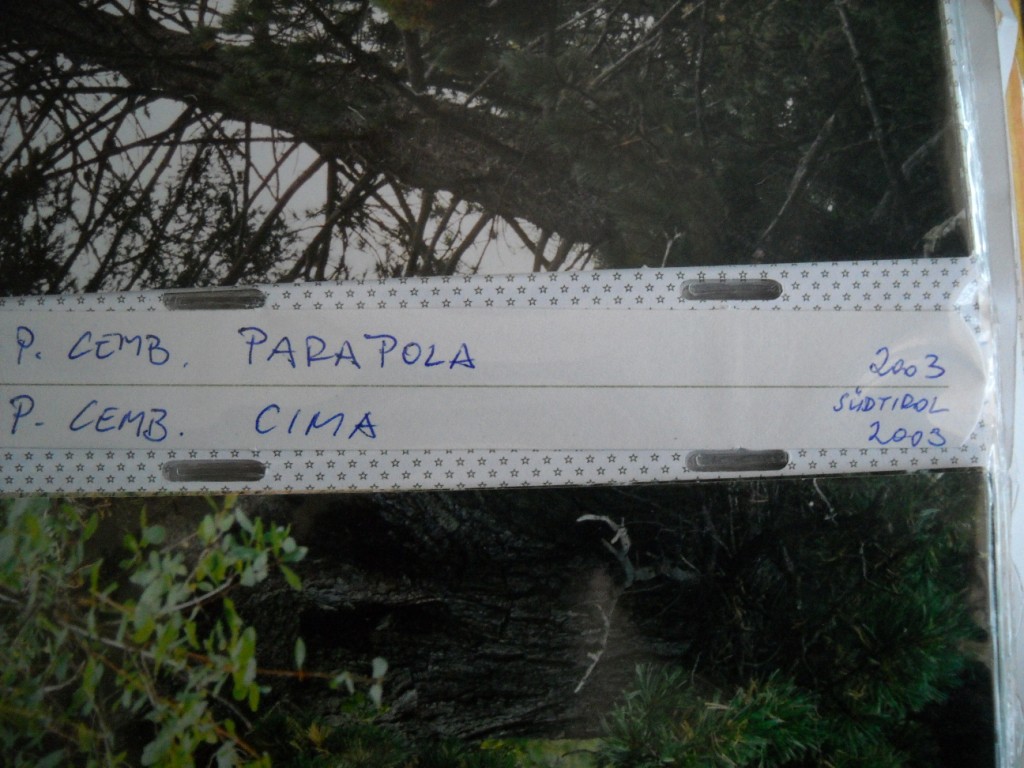 P. CEMB. PARAPOLA 2003
P. CEMB. CIMA SÜDTIROL
2003